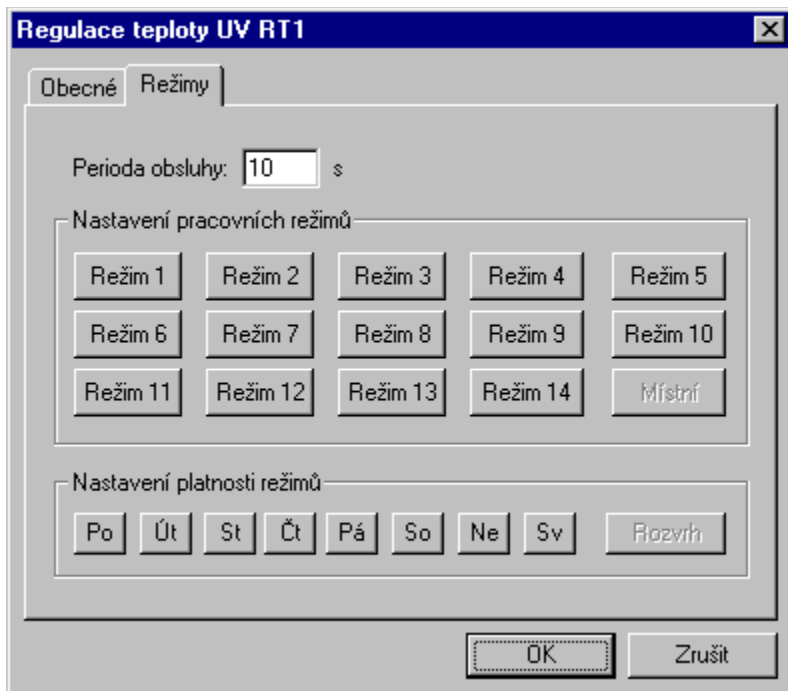 Regulace teploty UV RT1
Obecné Režimy
Perioda obsluhy: 10 s
Nastavení pracovních režimů
Režim 1 Režim 2 Režim 3 Režim 4 Režim 5
Režim 6 Režim 7 Režim 8 Režim 9 Režim 10
Režim 11 Režim 12 Režim 13 Režim 14 Místní
Nastavení platnosti režimů
Po Út St Čt Pá So Ne Sv Rozvrh
OK Zrušit